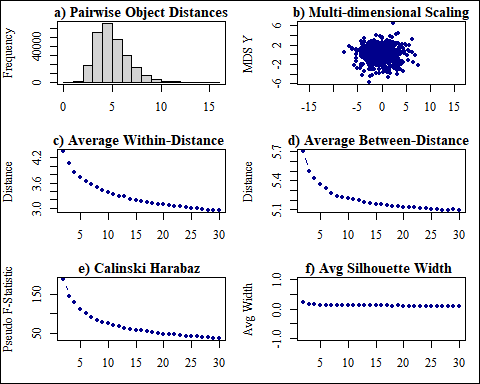 a) Pairwise Object Distances
Frequency
0 40000
0 5 10 15
b) Multi-dimensional Scaling
MDS Y
-6 -2 2 6
-15 -5 0 5 10 15
c) Average Within-Distance
Distance
3.0 3.6 4.2
5 10 15 20 25 30
d) Average Between-Distance
Distance
5.1 5.4 5.7
5 10 15 20 25 30
e) Calinski Harabaz
Pseudo F-Statistic
50 150
5 10 15 20 25 30
f) Avg Silhouette Width
Avg Width
-1.0 0.0 1.0
5 10 15 20 25 30